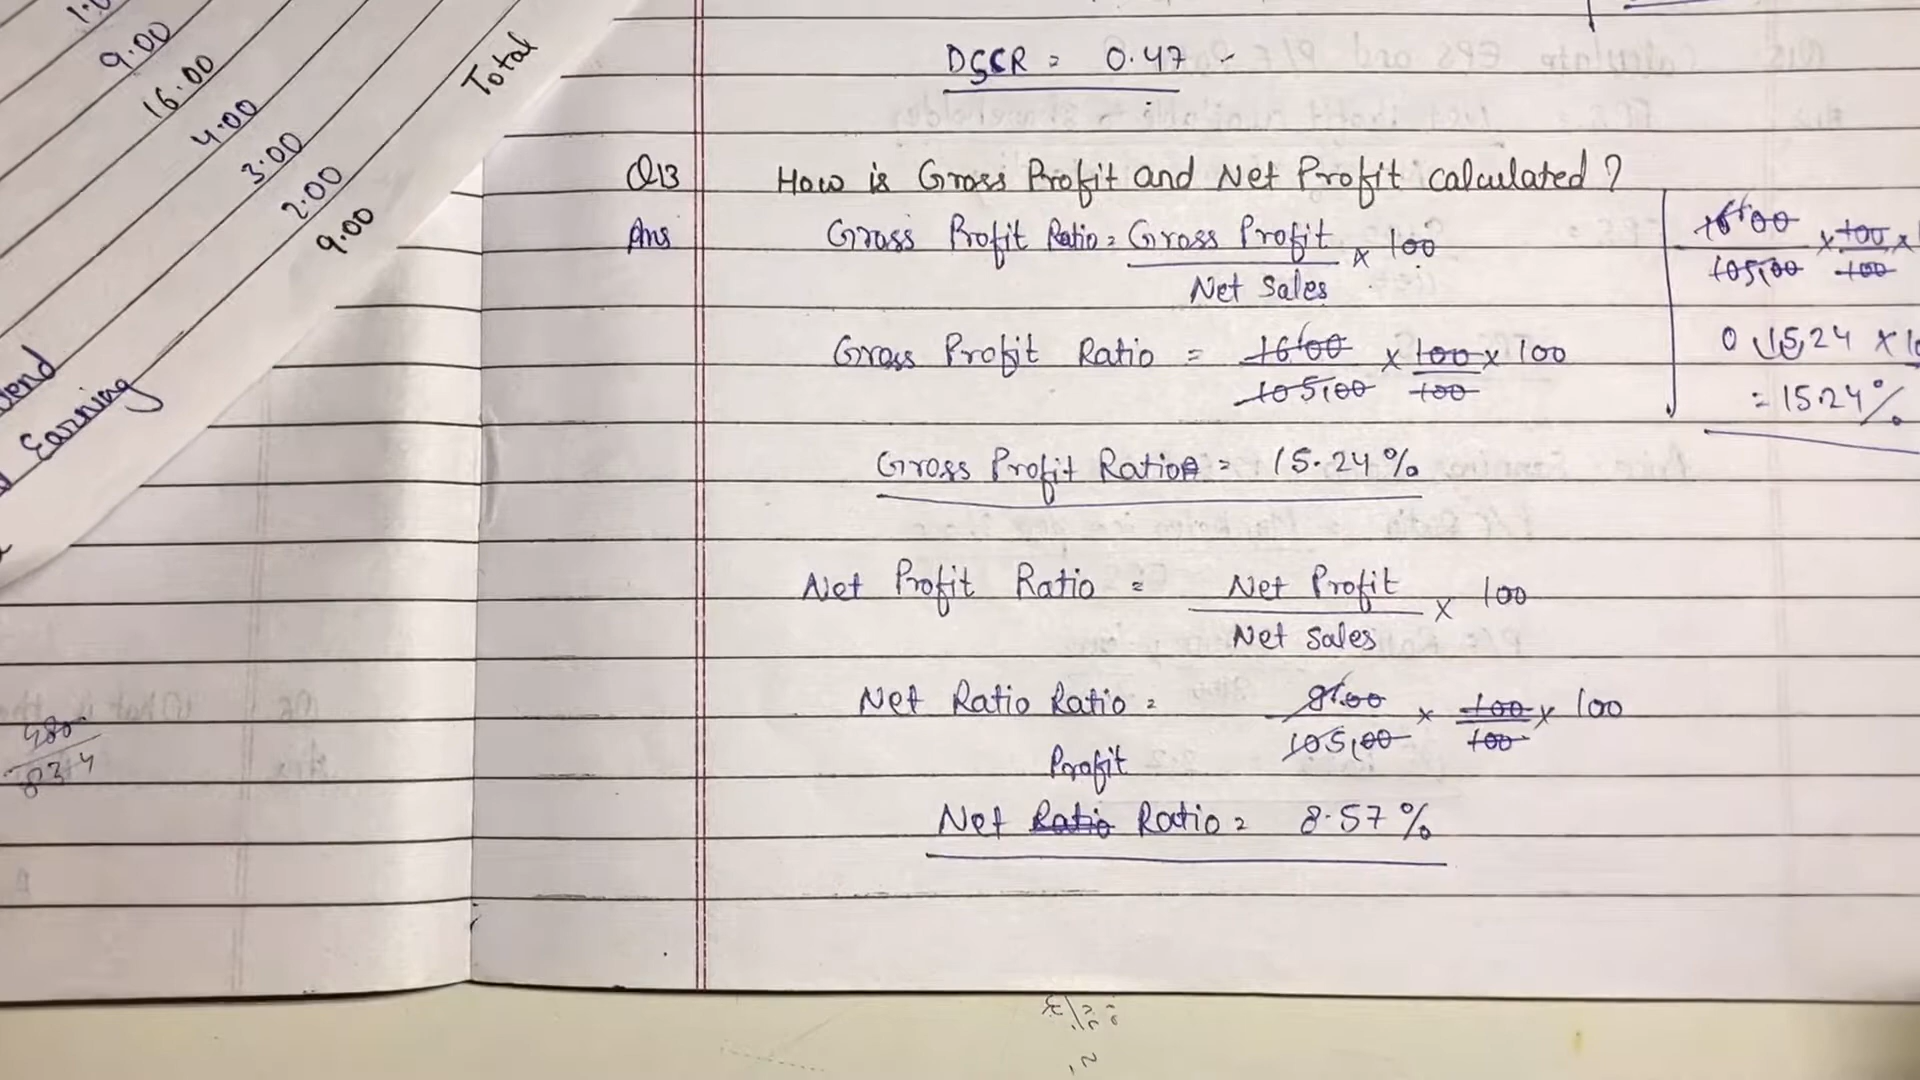 9.00
16.00
4.00
3.00
2.00
9.00
Total
Earning
DSCR = 0.47
Q13 How is Gross Profit and Net Profit calculated?
Ans Gross Profit Ratio = Gross Profit × 100
Net Sales
Gross Profit Ratio = 16.00 × 100 × 100
105.00 100
Gross Profit Ratio = 15.24%
16.00 × 100 ×
105.00 100
0.1524 ×
= 15.24%
Net Profit Ratio = Net Profit × 100
Net Sales
Net Ratio Ratio = 9.00 × 100 × 100
105.00 100
Profit
Net Ratio Ratio = 8.57%